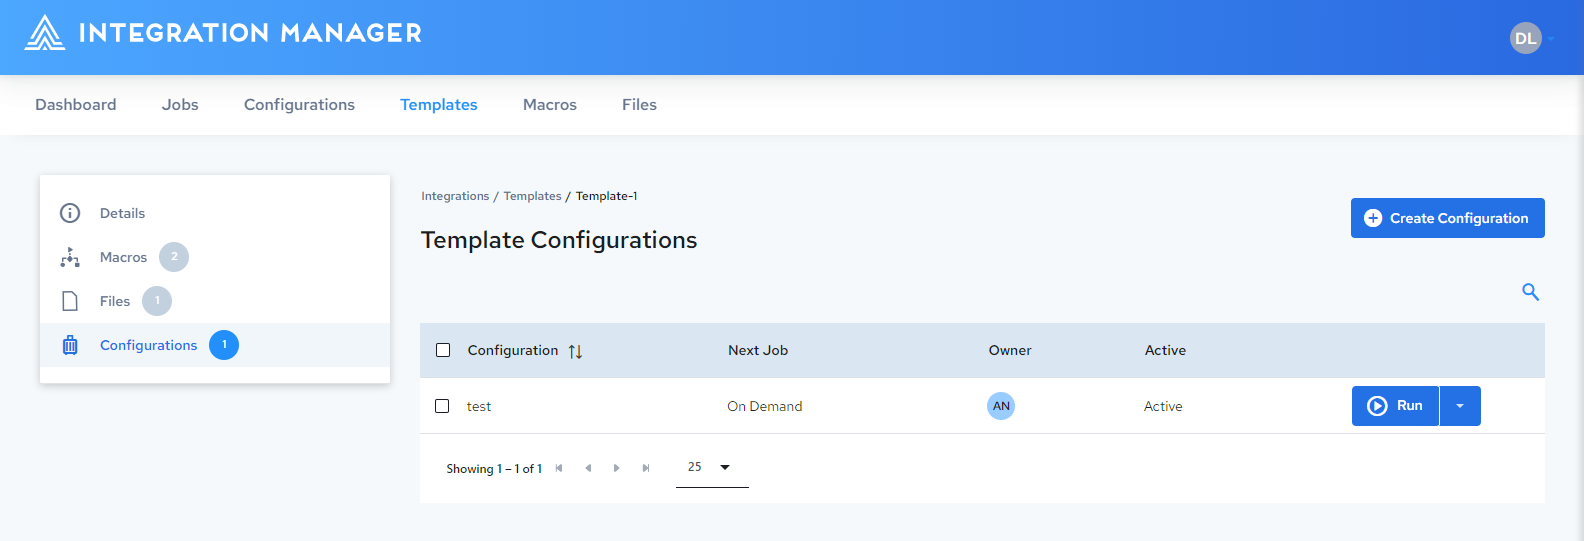 INTEGRATION MANAGER
DL
Dashboard Jobs Configurations Templates Macros Files
Details
Macros 2
Files 1
Configurations 1
Integrations / Templates / Template-1
Template Configurations
Create Configuration
Configuration Next Job Owner Active
test On Demand AN Active Run
Showing 1 – 1 of 1 25